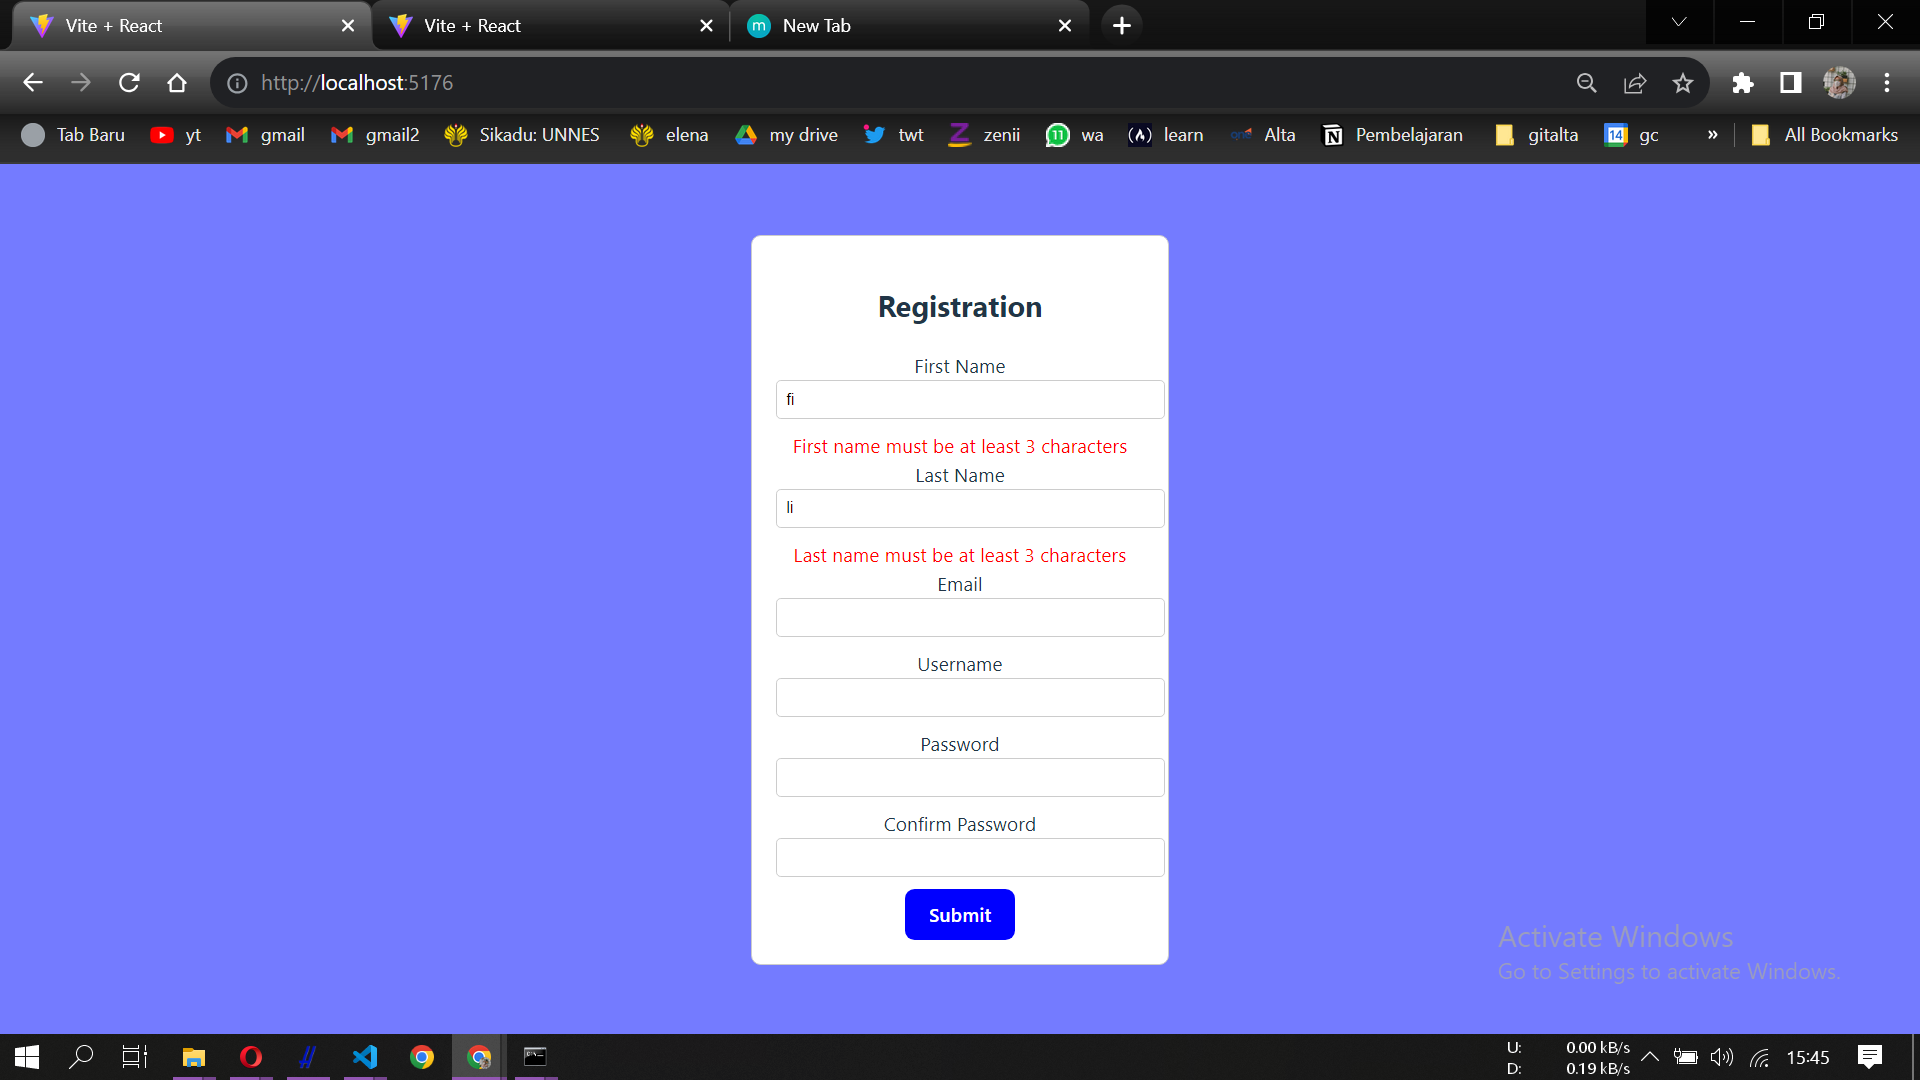 Vite + React
Vite + React
New Tab
http://localhost:5176
Tab Baru
yt
gmail
gmail2
Sikadu: UNNES
elena
my drive
twt
zenii
11
wa
learn
Alta
Pembelajaran
gitalta
14
gc
»
All Bookmarks
Registration
First Name
fi
First name must be at least 3 characters
Last Name
li
Last name must be at least 3 characters
Email
Username
Password
Confirm Password
Submit
Activate Windows
Go to Settings to activate Windows.
U: 0.00 kB/s
D: 0.19 kB/s
15:45